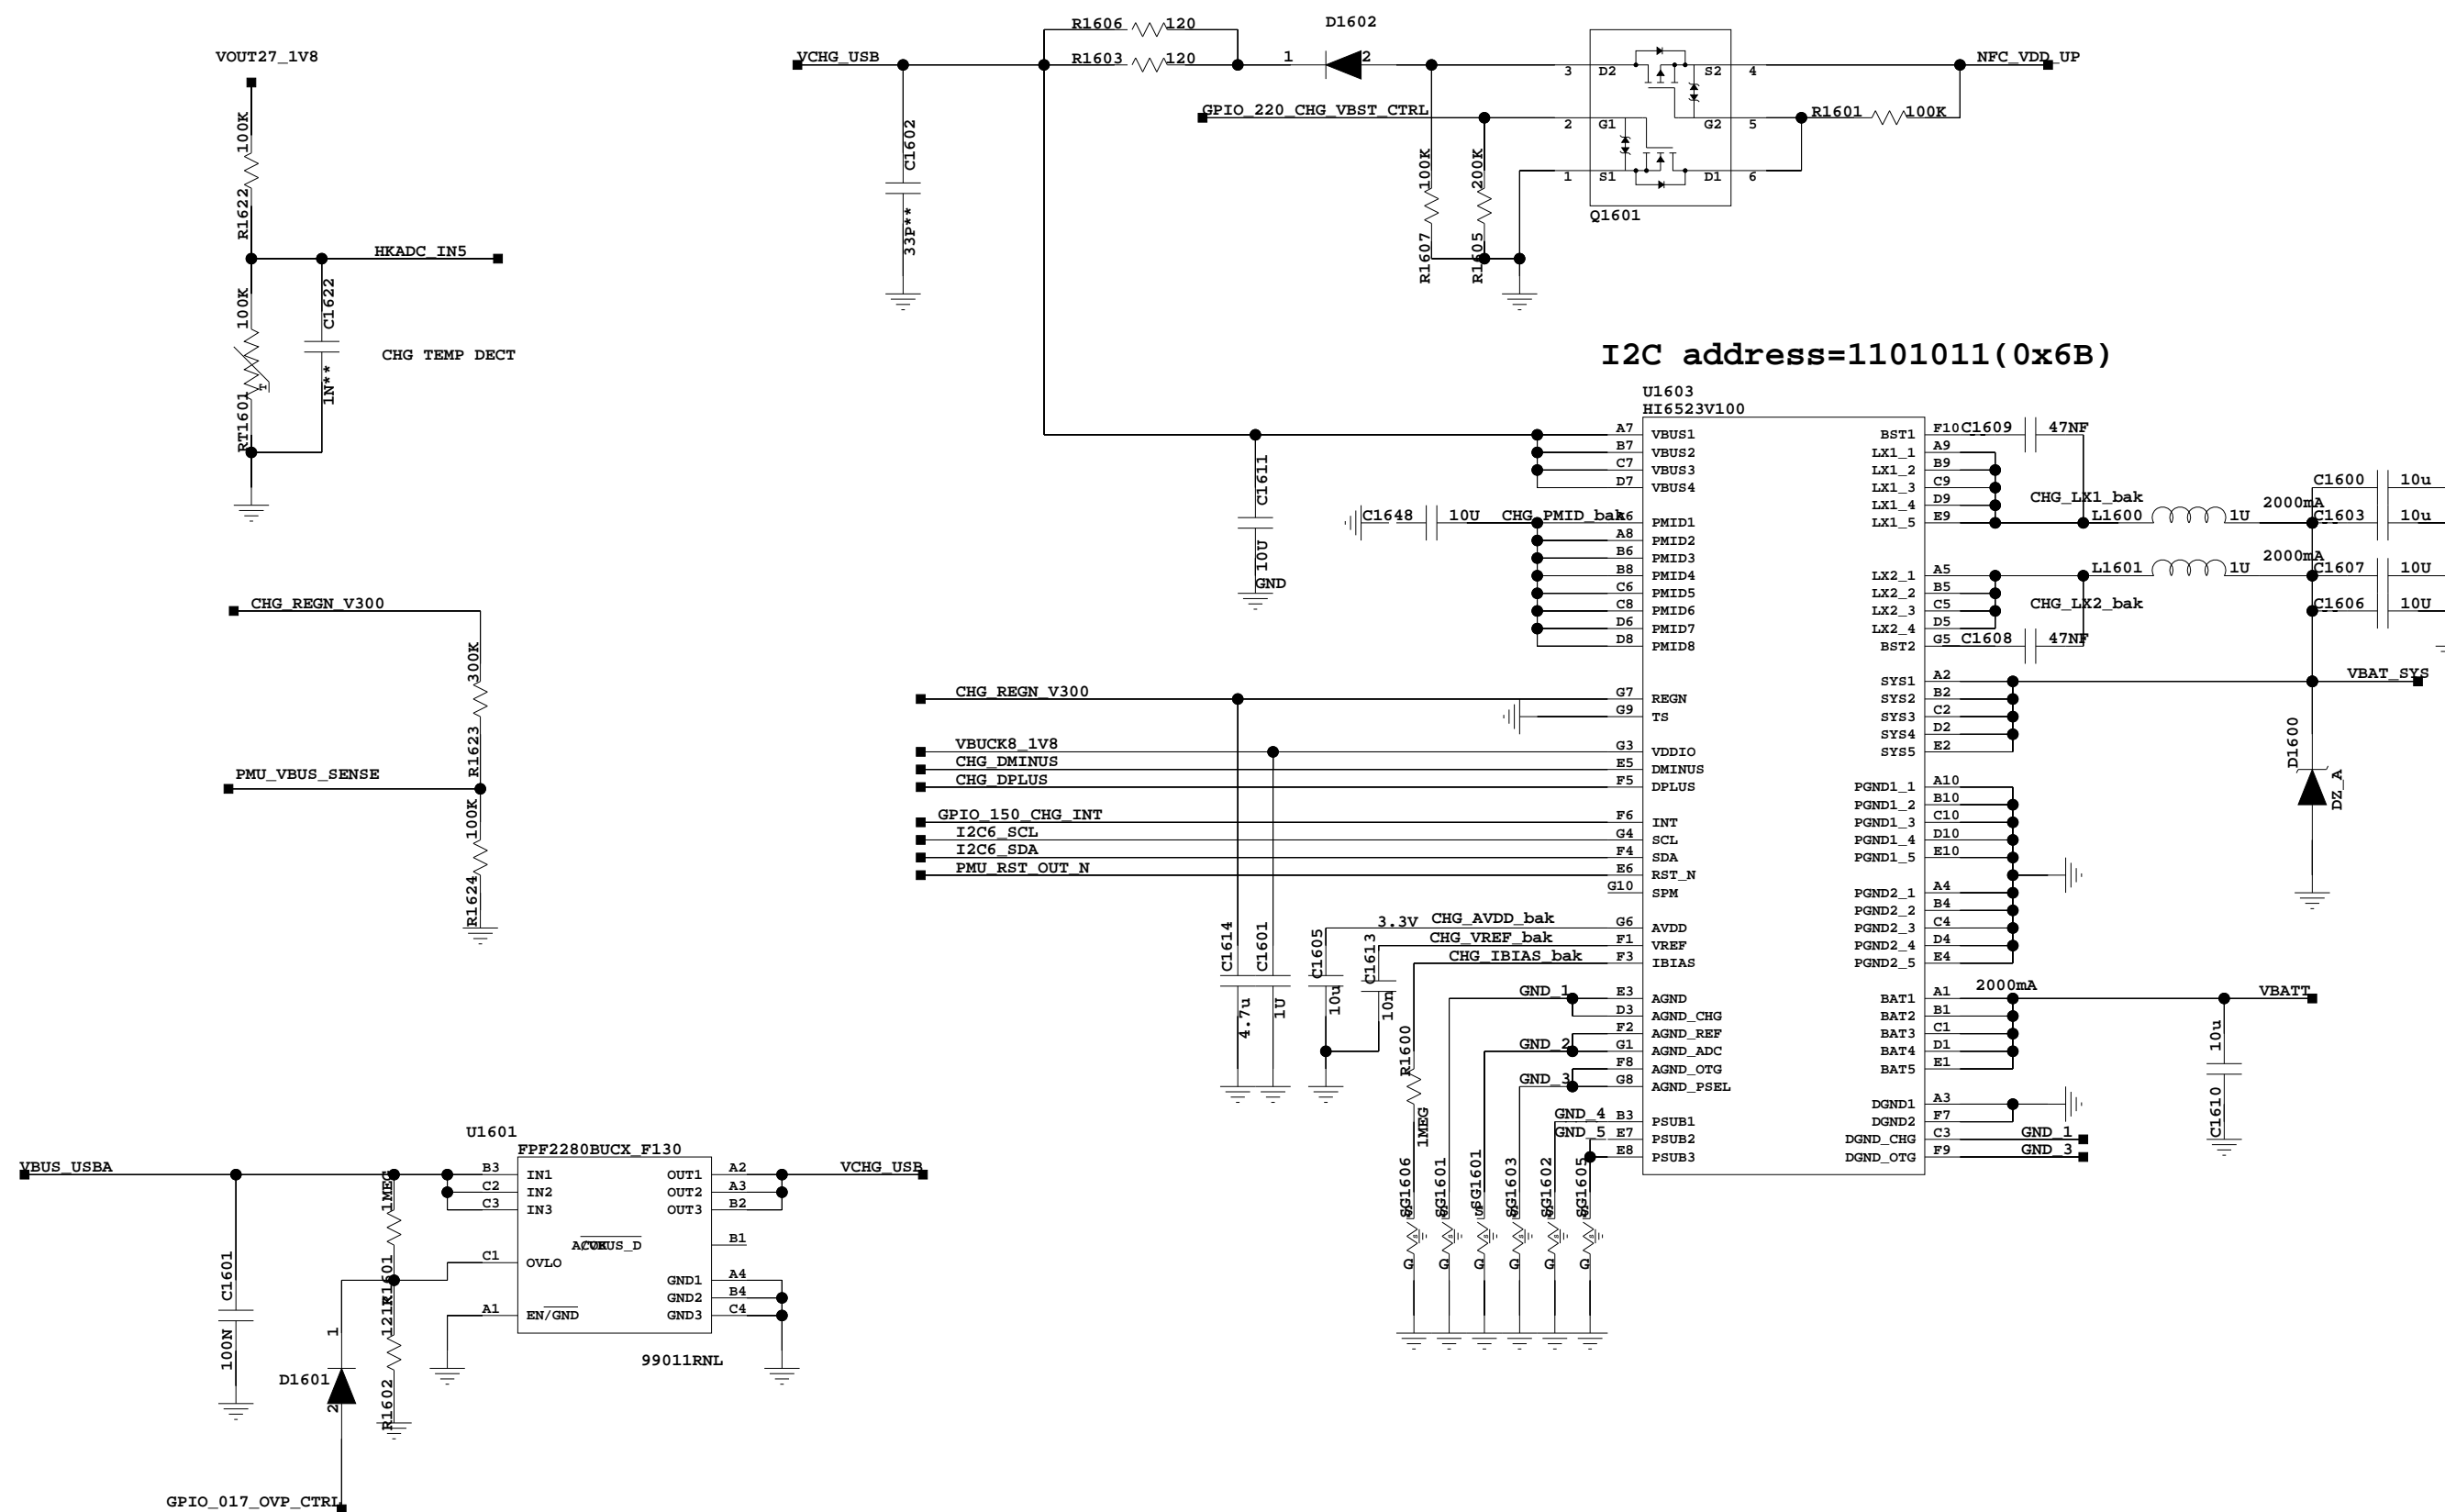 R1606 120
D1602
VOUT27_1V8
VCHG_USB
R1603 120
1 2
3 D2 S2 4
NFC_VDD_UP
GPIO_220_CHG_VBST_CTRL
2 G1 G2 5
R1601 100K
1 S1 D1 6
Q1601
100K
R1622
C1602
33P**
100K
R1607
200K
R1605
HKADC_IN5
100K
RT1601
T
C1622
1N**
CHG TEMP DECT
I2C address=1101011(0x6B)
U1603
HI6523V100
A7 VBUS1
B7 VBUS2
C7 VBUS3
D7 VBUS4
C1611
10U
GND
C1648 10U CHG_PMID_bak
A6 PMID1
A8 PMID2
B6 PMID3
B8 PMID4
C6 PMID5
C8 PMID6
D6 PMID7
D8 PMID8
CHG_REGN_V300
G7 REGN
G9 TS
VBUCK8_1V8
G3 VDDIO
CHG_DMINUS
E5 DMINUS
CHG_DPLUS
F5 DPLUS
GPIO_150_CHG_INT
F6 INT
I2C6_SCL
G4 SCL
I2C6_SDA
F4 SDA
PMU_RST_OUT_N
E6 RST_N
G10 SPM
3.3V CHG_AVDD_bak
G6 AVDD
CHG_VREF_bak
F1 VREF
CHG_IBIAS_bak
F3 IBIAS
GND_1
E3 AGND
D3 AGND_CHG
F2 AGND_REF
GND_2
G1 AGND_ADC
F8 AGND_OTG
GND_3
G8 AGND_PSEL
GND_4 B3 PSUB1
GND_5 E7 PSUB2
E8 PSUB3
C1614
4.7u
C1601
1U
C1605
10u
C1613
10n
R1600
1MEG
SG1606
SG1601
SG1601
SG1603
SG1602
SG1605
G G G G G G
BST1 F10 C1609 47NF
LX1_1 A9
LX1_2 B9
LX1_3 C9
LX1_4 D9
LX1_5 E9
CHG_LX1_bak
L1600 1U
2000mA
C1600 10u
C1603 10u
2000mA
LX2_1 A5
L1601 1U
C1607 10U
LX2_2 B5
LX2_3 C5
CHG_LX2_bak
C1606 10U
LX2_4 D5
BST2 G5 C1608 47NF
SYS1 A2
SYS2 B2
SYS3 C2
SYS4 D2
SYS5 E2
VBAT_SYS
D1600
DZ_A
PGND1_1 A10
PGND1_2 B10
PGND1_3 C10
PGND1_4 D10
PGND1_5 E10
PGND2_1 A4
PGND2_2 B4
PGND2_3 C4
PGND2_4 D4
PGND2_5 E4
2000mA
BAT1 A1
BAT2 B1
BAT3 C1
BAT4 D1
BAT5 E1
VBATT
10u
C1610
DGND1 A3
DGND2 F7
DGND_CHG C3 GND_1
DGND_OTG F9 GND_3
CHG_REGN_V300
300K
R1623
PMU_VBUS_SENSE
100K
R1624
U1601
FPF2280BUCX_F130
VBUS_USBA
B3 IN1
C2 IN2
C3 IN3
C1 OVLO
A1 EN/GND
OUT1 A2
OUT2 A3
OUT3 B2
B1
GND1 A4
GND2 B4
GND3 C4
VCHG_USB
99011RNL
C1601
100N
1MEG
R1601
121K
R1602
1
D1601
2
GPIO_017_OVP_CTRL